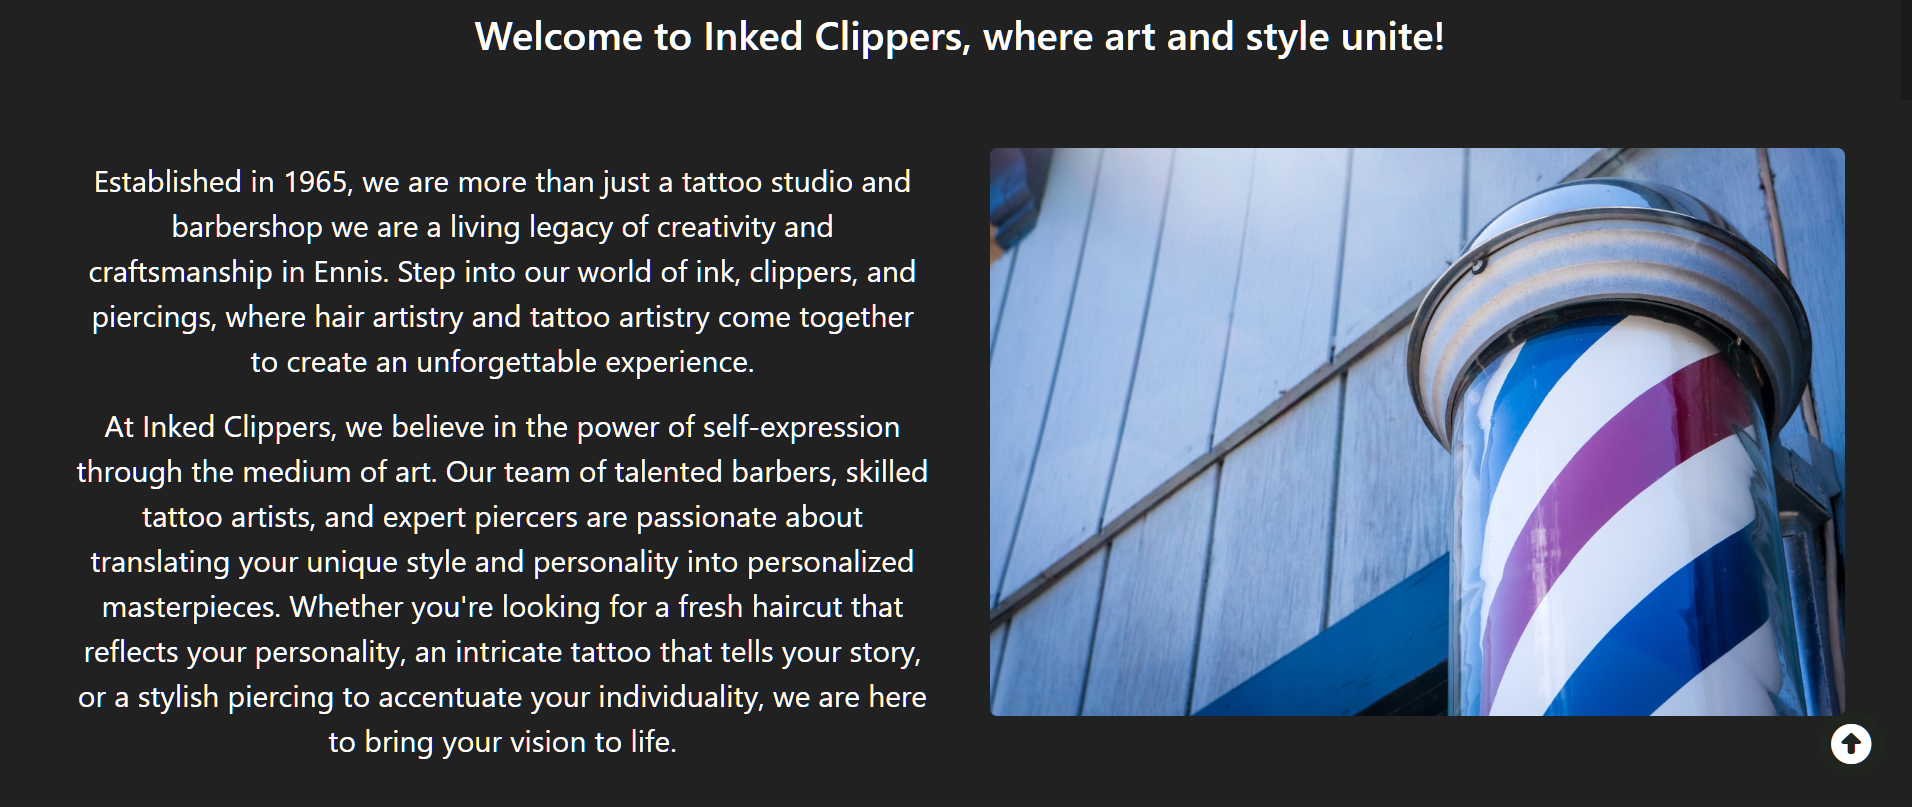 Welcome to Inked Clippers, where art and style unite!
Established in 1965, we are more than just a tattoo studio and
barbershop we are a living legacy of creativity and
craftsmanship in Ennis. Step into our world of ink, clippers, and
piercings, where hair artistry and tattoo artistry come together
to create an unforgettable experience.
At Inked Clippers, we believe in the power of self-expression
through the medium of art. Our team of talented barbers, skilled
tattoo artists, and expert piercers are passionate about
translating your unique style and personality into personalized
masterpieces. Whether you're looking for a fresh haircut that
reflects your personality, an intricate tattoo that tells your story,
or a stylish piercing to accentuate your individuality, we are here
to bring your vision to life.